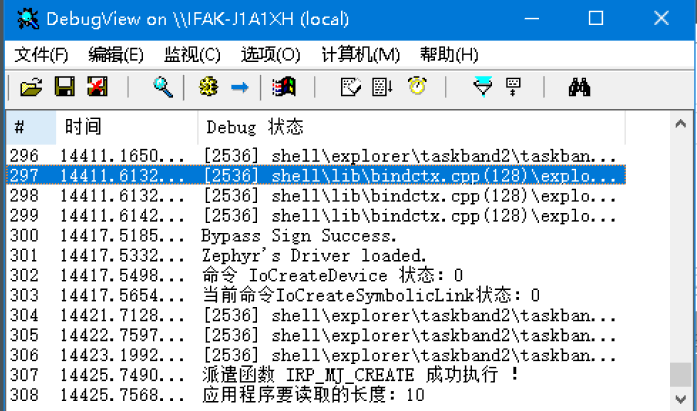 DebugView on \\IFAK-J1A1XH (local)
文件(F) 编辑(E) 监视(C) 选项(O) 计算机(M) 帮助(H)
# 时间 Debug 状态
296 14411.1650... [2536] shell\explorer\taskband2\taskban...
297 14411.6132... [2536] shell\lib\bindctx.cpp(128)\explo...
298 14411.6132... [2536] shell\lib\bindctx.cpp(128)\explo...
299 14411.6142... [2536] shell\lib\bindctx.cpp(128)\explo...
300 14417.5185... Bypass Sign Success.
301 14417.5332... Zephyr's Driver loaded.
302 14417.5498... 命令 IoCreateDevice 状态: 0
303 14417.5654... 当前命令IoCreateSymbolicLink状态: 0
304 14421.7128... [2536] shell\explorer\taskband2\taskban...
305 14422.7597... [2536] shell\explorer\taskband2\taskban...
306 14423.1992... [2536] shell\explorer\taskband2\taskban...
307 14425.7490... 派遣函数 IRP_MJ_CREATE 成功执行 !
308 14425.7568... 应用程序要读取的长度: 10